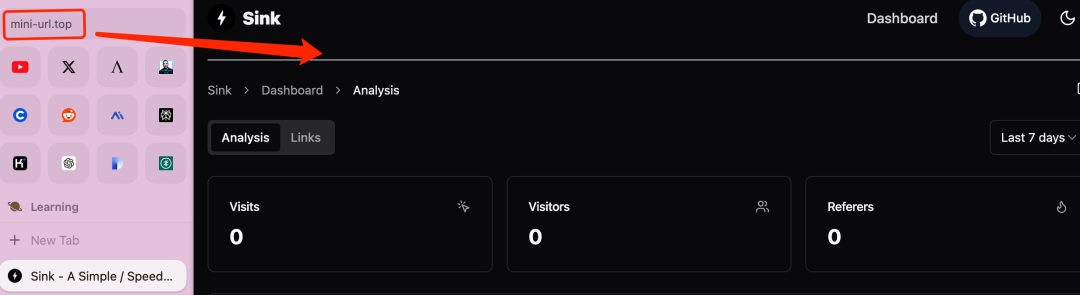 mini-url.top
Learning
New Tab
Sink - A Simple / Speed...
Sink
Dashboard
GitHub
Sink > Dashboard > Analysis
Analysis
Links
Last 7 days
Visits
0
Visitors
0
Referers
0